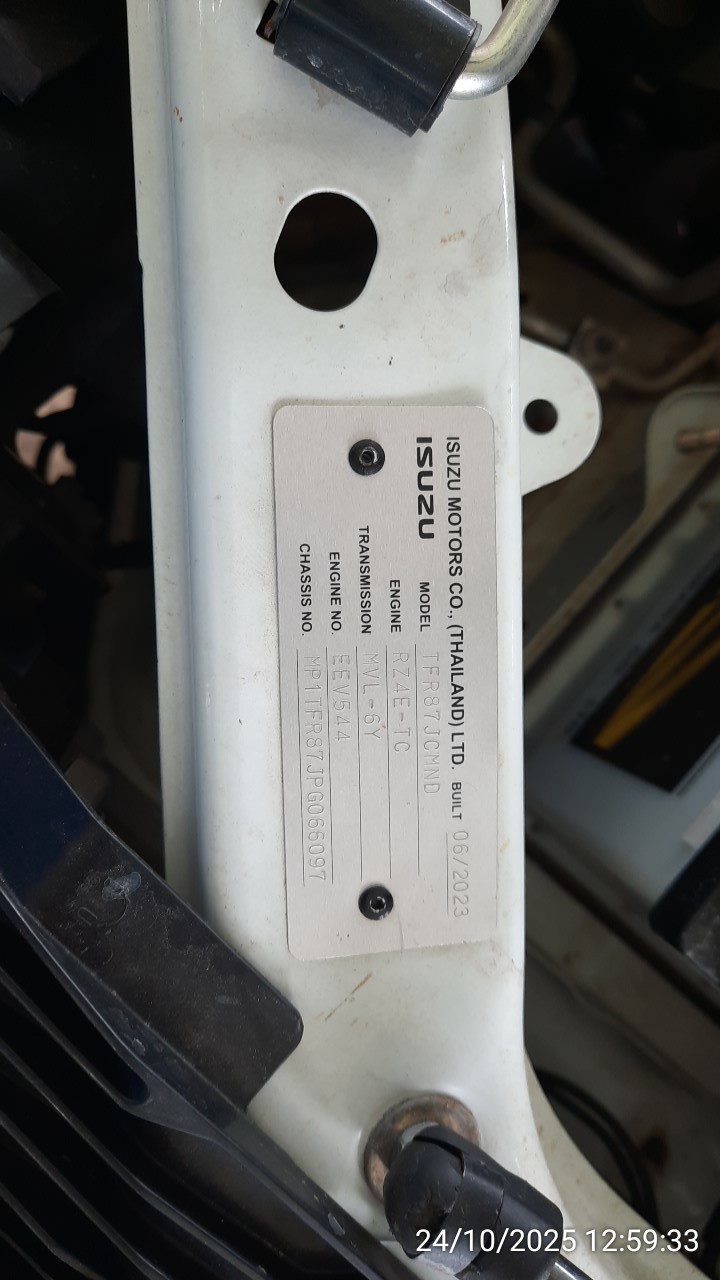 ISUZU MOTORS CO., (THAILAND) LTD. BUILT 06/2023
ISUZU
MODEL TFR87JCMND
ENGINE RZ4E-TC
TRANSMISSION MVL-6Y
ENGINE NO. EEV544
CHASSIS NO. MP1TFR87JPG066097
24/10/2025 12:59:33